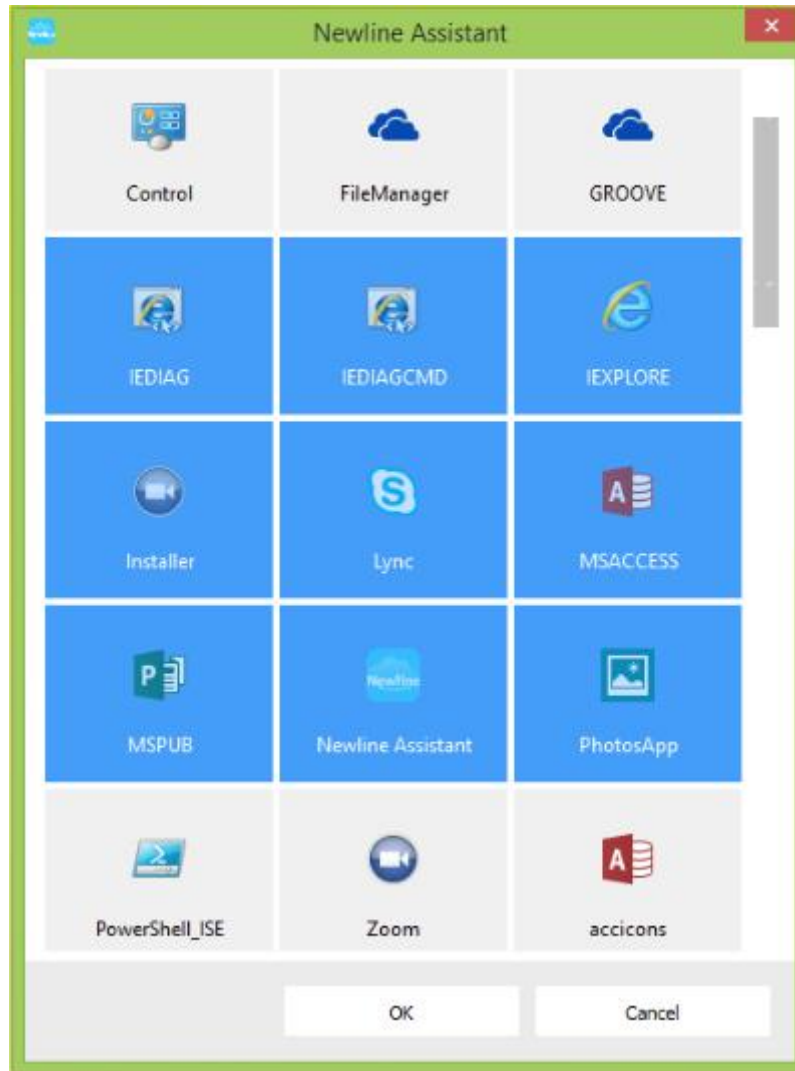 Newline Assistant
Control FileManager GROOVE
IEDIAG IEDIAGCMD IEXPLORE
S A
Installer Lync MSACCESS
P Newline
MSPUB Newline Assistant PhotosApp
A
PowerShell_ISE Zoom accicons
OK Cancel